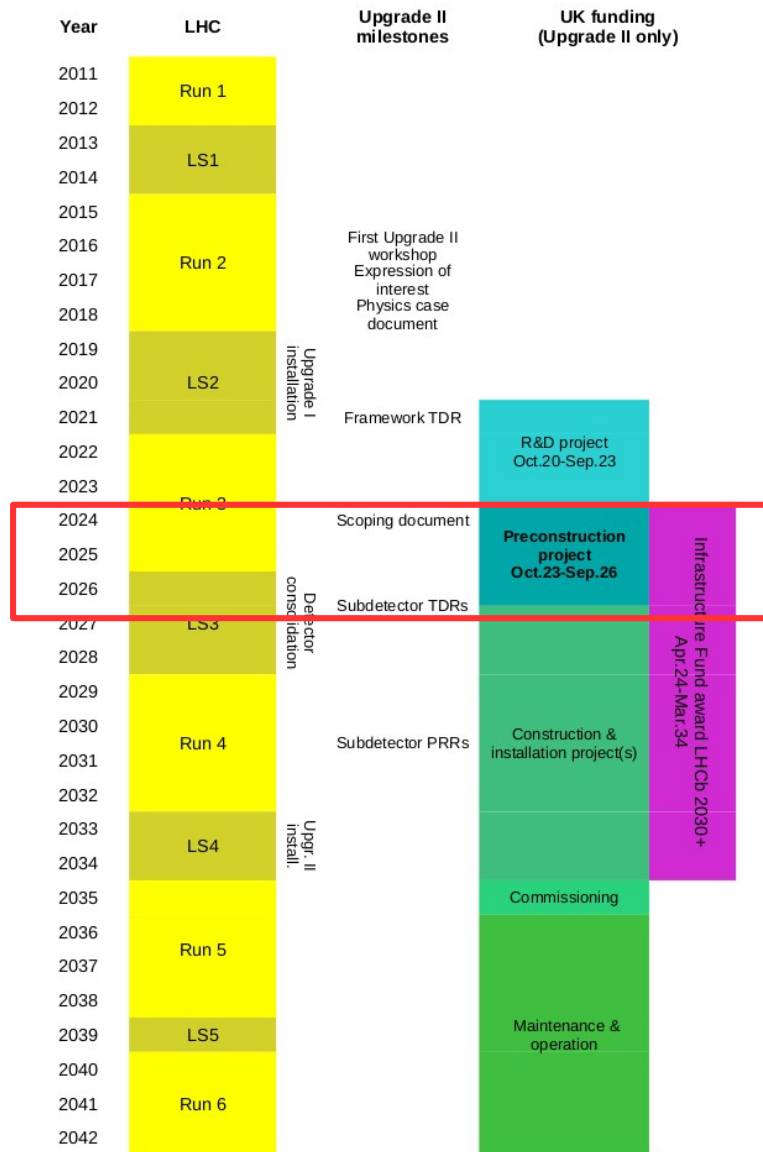 Year
LHC
Upgrade II
milestones
UK funding
(Upgrade II only)
2011
2012
Run 1
2013
2014
LS1
2015
2016
2017
2018
Run 2
First Upgrade II
workshop
Expression of
interest
Physics case
document
2019
2020
2021
LS2
Upgrade I
installation
Framework TDR
2022
2023
R&D project
Oct.20-Sep.23
Run 3
2024
2025
2026
Scoping document
Preconstruction
project
Oct.23-Sep.26
Infrastructure Fund award LHCb 2030+
Apr.24-Mar.34
2027
2028
LS3
Detector
consolidation
Subdetector TDRs
2029
2030
2031
2032
Run 4
Subdetector PRRs
Construction &
installation project(s)
2033
2034
LS4
Upgr. II
install.
2035
Commissioning
2036
2037
2038
Run 5
2039
LS5
Maintenance &
operation
2040
2041
2042
Run 6